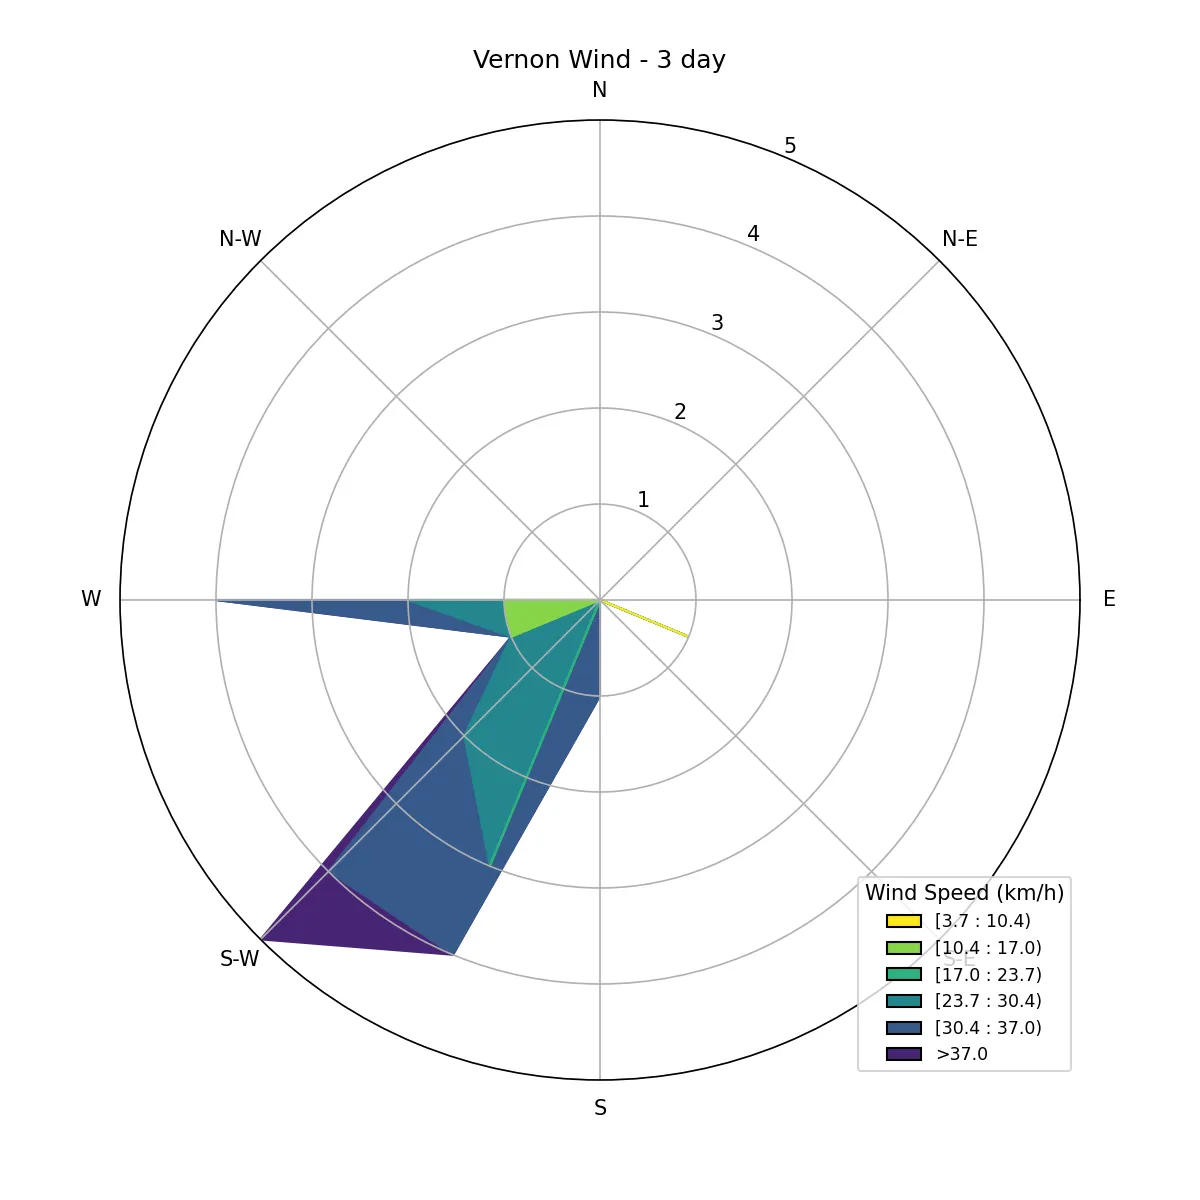 Vernon Wind - 3 day
N
5
N-W
4
N-E
3
2
1
W
E
Wind Speed (km/h)
[3.7 : 10.4)
[10.4 : 17.0)
S-W
S-E
[17.0 : 23.7)
[23.7 : 30.4)
[30.4 : 37.0)
>37.0
S